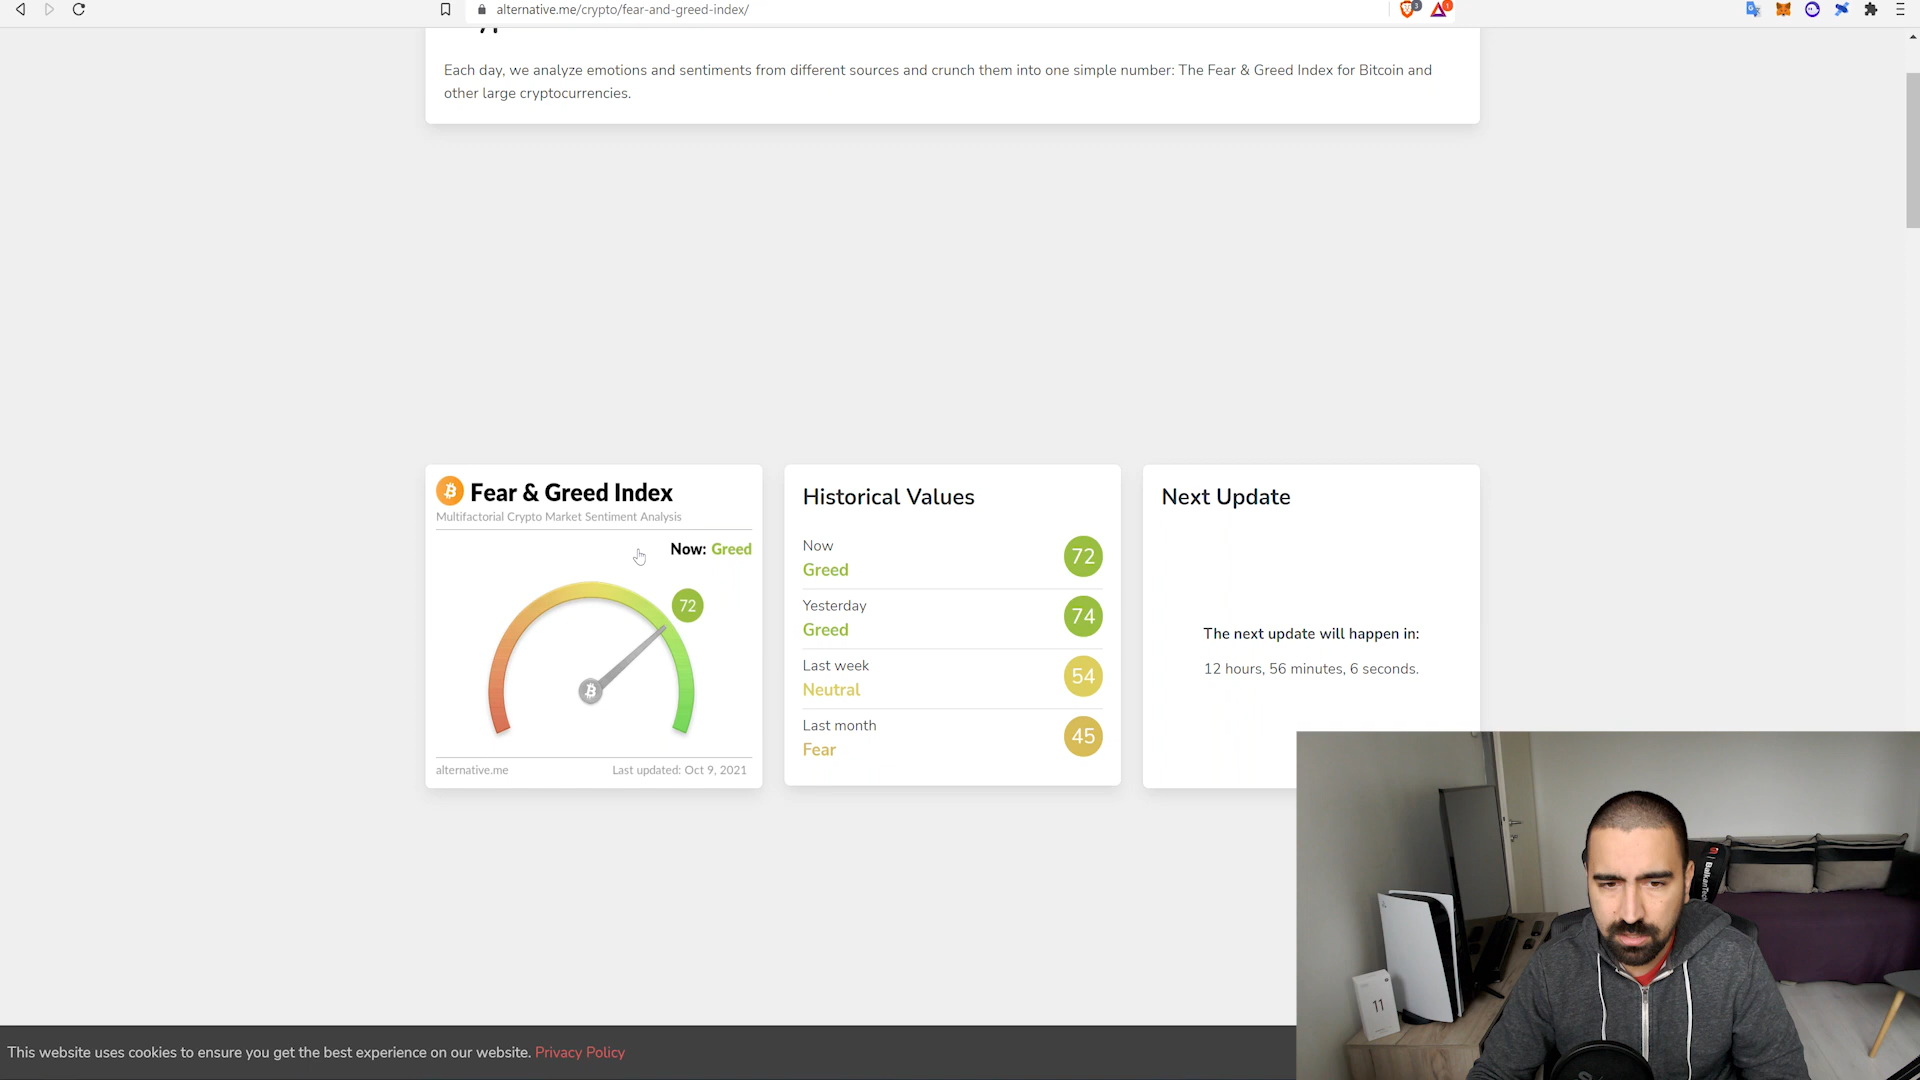 alternative.me/crypto/fear-and-greed-index/
3
1
Each day, we analyze emotions and sentiments from different sources and crunch them into one simple number: The Fear & Greed Index for Bitcoin and
other large cryptocurrencies.
Fear & Greed Index
Multifactorial Crypto Market Sentiment Analysis
Now: Greed
72
alternative.me
Last updated: Oct 9, 2021
Historical Values
Now
Greed
72
Yesterday
Greed
74
Last week
Neutral
54
Last month
Fear
45
Next Update
The next update will happen in:
12 hours, 56 minutes, 6 seconds.
11
This website uses cookies to ensure you get the best experience on our website. Privacy Policy